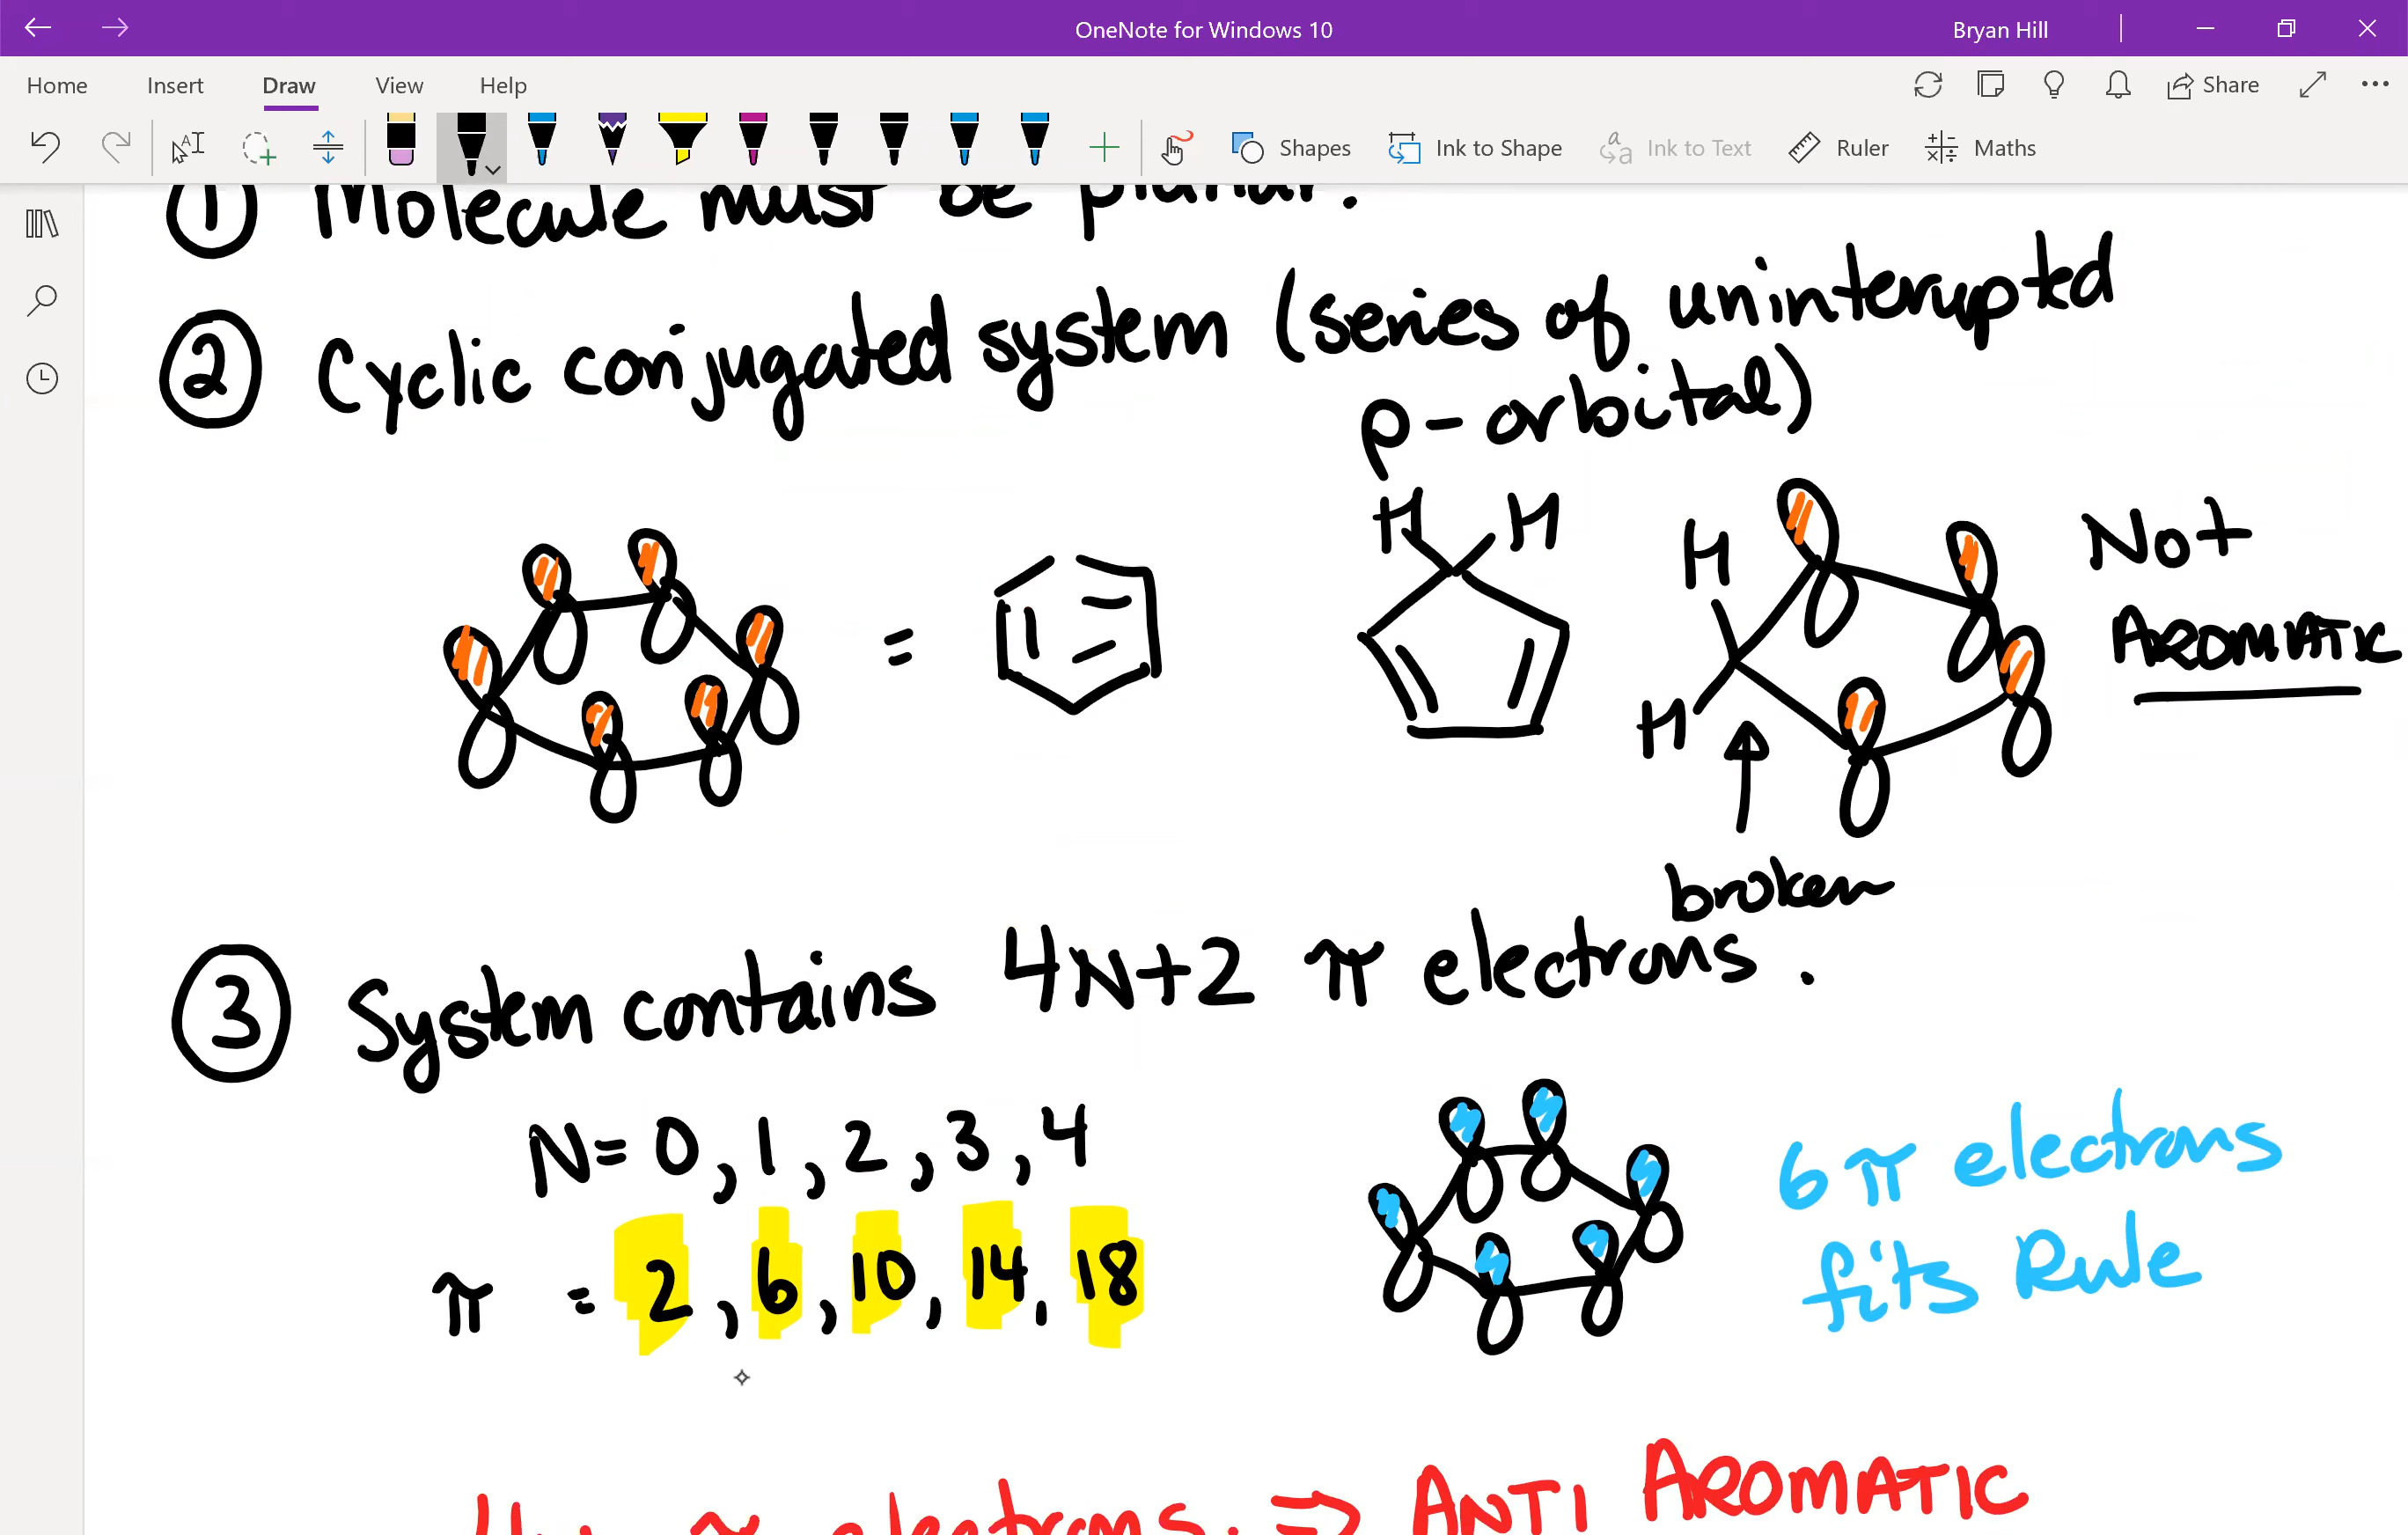 OneNote for Windows 10
Bryan Hill
Home Insert Draw View Help
Share
Shapes Ink to Shape Ink to Text Ruler Maths
① Molecule must be planar.
② Cyclic conjugated system (series of uninterupted
p-orbital)
H H
H
H
=
Not
AROMATIC
broken
③ System contains 4N+2 π electrons.
N= 0, 1, 2, 3, 4
π = 2, 6, 10, 14, 18
6 π electrons
fits Rule
π electrons. ⇒ ANTI AROMATIC